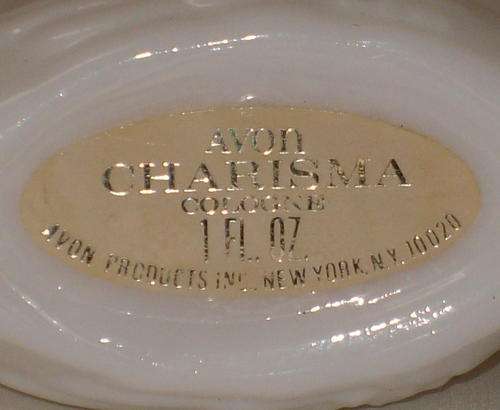 AVON
CHARISMA
COLOGNE
1 FL. OZ.
AVON PRODUCTS INC., NEW YORK, N.Y. 10020